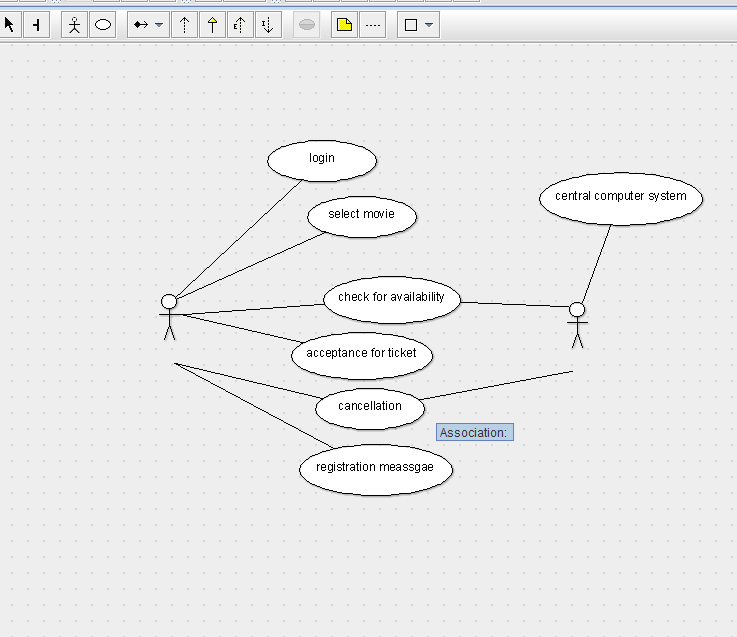 login
select movie
central computer system
check for availability
acceptance for ticket
cancellation
Association:
registration meassgae